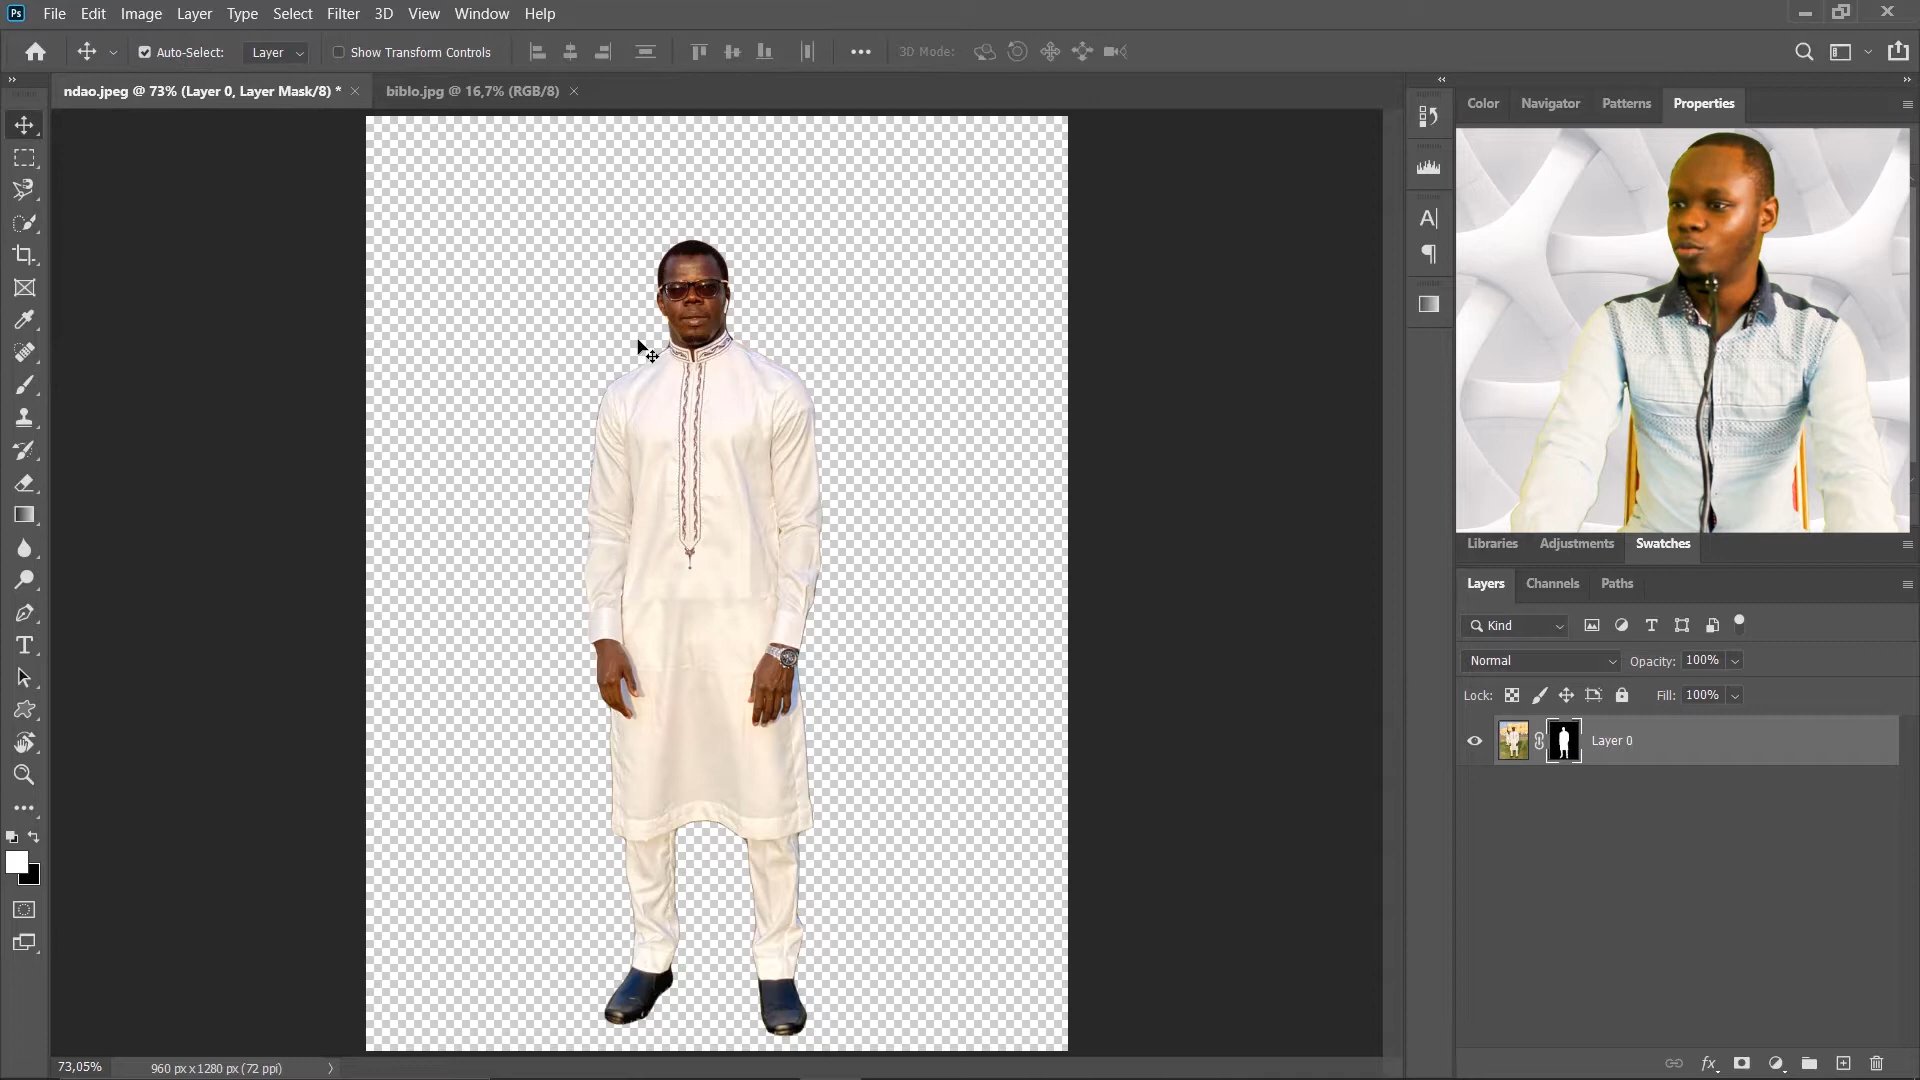 Ps File Edit Image Layer Type Select Filter 3D View Window Help
Auto-Select: Layer Show Transform Controls 3D Mode:
ndao.jpeg @ 73% (Layer 0, Layer Mask/8) * biblo.jpg @ 16,7% (RGB/8)
Color Navigator Patterns Properties
Libraries Adjustments Swatches
Layers Channels Paths
Kind
Normal Opacity: 100%
Lock: Fill: 100%
Layer 0
73,05% 960 px x 1280 px (72 ppi)